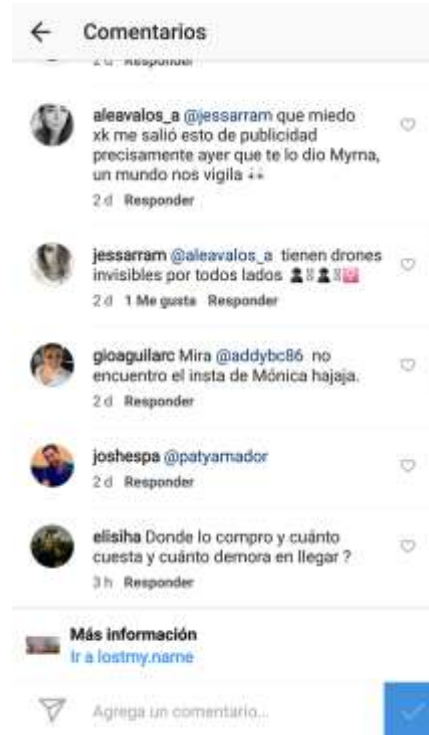 Comentarios
2 d Responder
aleavalos_a @jessarram que miedo
xk me salió esto de publicidad
precisamente ayer que te lo dio Myrna,
un mundo nos vigila 👀
2 d Responder
jessarram @aleavalos_a tienen drones
invisibles por todos lados
2 d 1 Me gusta Responder
gioaguilarc Mira @addybc86 no
encuentro el insta de Mónica hajaja.
2 d Responder
joshespa @patyamador
2 d Responder
elisiha Donde lo compro y cuánto
cuesta y cuánto demora en llegar ?
3 h Responder
Más información
Ir a lostmy.name
Agrega un comentario...